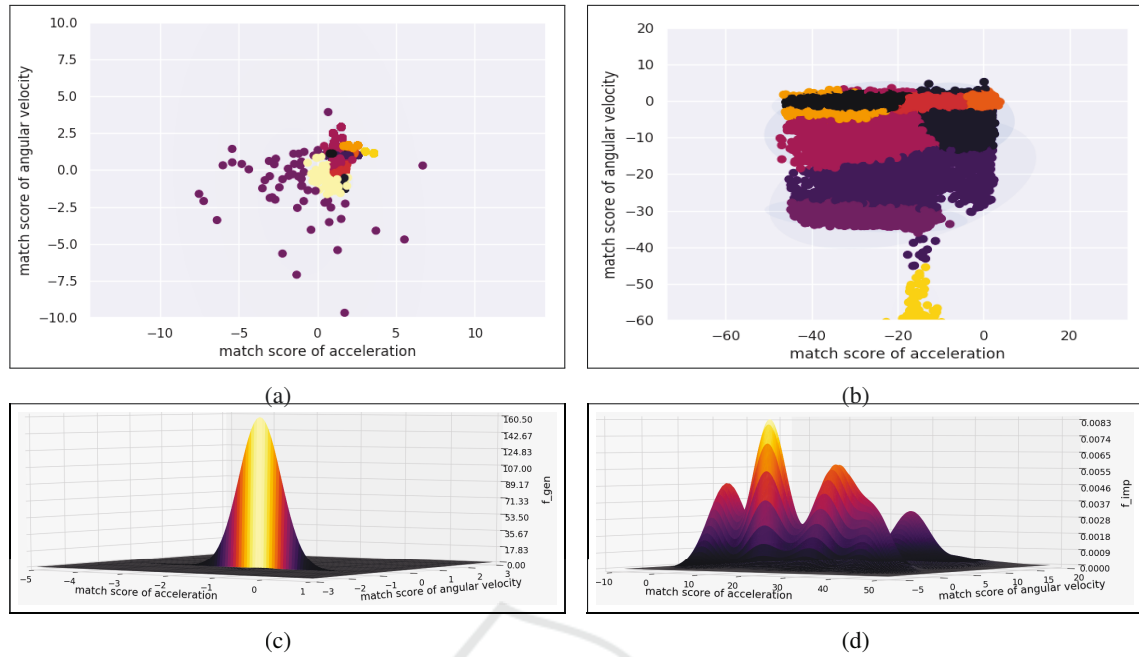 10.0
7.5
5.0
2.5
0.0
−2.5
−5.0
−7.5
−10.0
match score of angular velocity
−10 −5 0 5 10
match score of acceleration
(a)
20
10
0
−10
−20
−30
−40
−50
−60
match score of angular velocity
−60 −40 −20 0 20
match score of acceleration
(b)
160.50
142.67
124.83
107.00
89.17
71.33
53.50
35.67
17.83
0.00
f_gen
−5 −4 −3 −2 −1 0 1
match score of acceleration
−3 −2 −1 0 1 2 3
match score of angular velocity
(c)
0.0083
0.0074
0.0065
0.0055
0.0046
0.0037
0.0028
0.0018
0.0009
0.0000
f_imp
−10 0 10 20 30 40 50
match score of acceleration
−5 0 5 10 15 20
match score of angular velocity
(d)